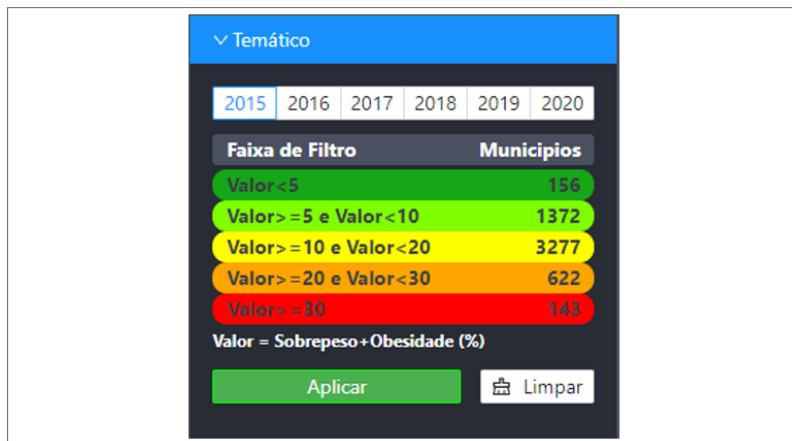 Temático
2015 2016 2017 2018 2019 2020
Faixa de Filtro Municipios
Valor<5 156
Valor>=5 e Valor<10 1372
Valor>=10 e Valor<20 3277
Valor>=20 e Valor<30 622
Valor>=30 143
Valor = Sobrepeso+Obesidade (%)
Aplicar Limpar